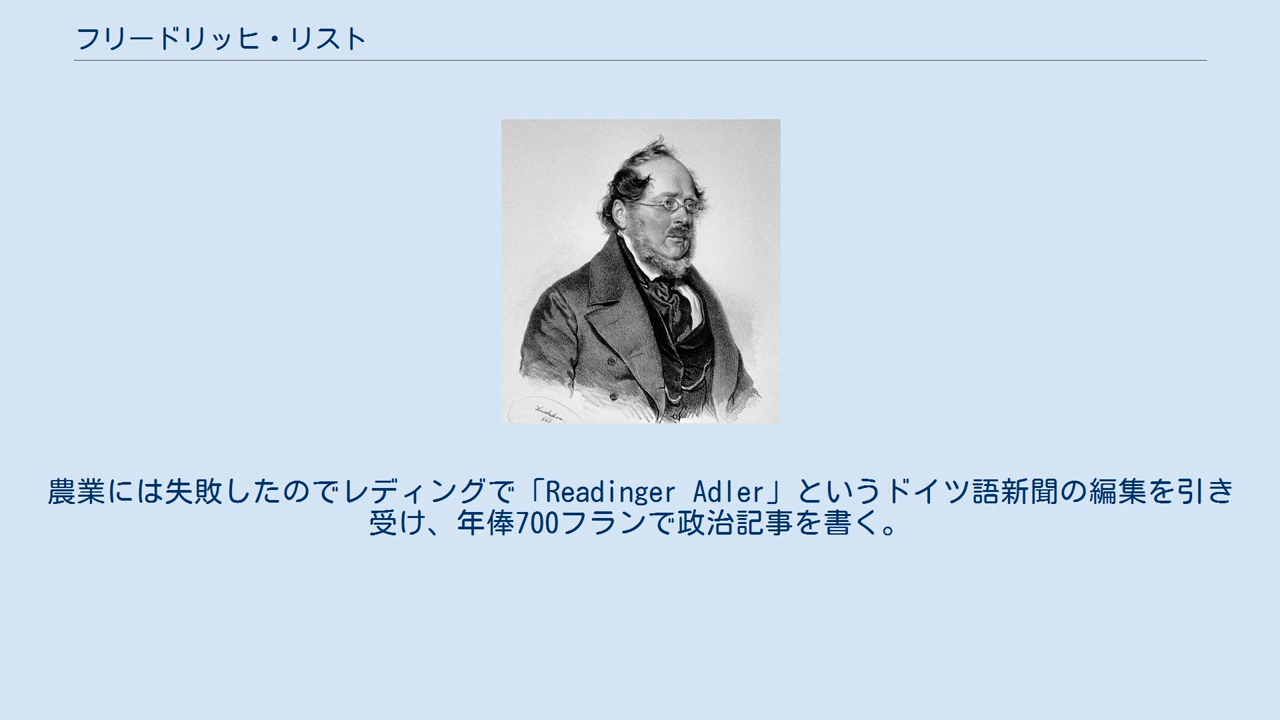 フリードリッヒ・リスト
農業には失敗したのでレディングで「Readinger Adler」というドイツ語新聞の編集を引き
受け、年俸700フランで政治記事を書く。